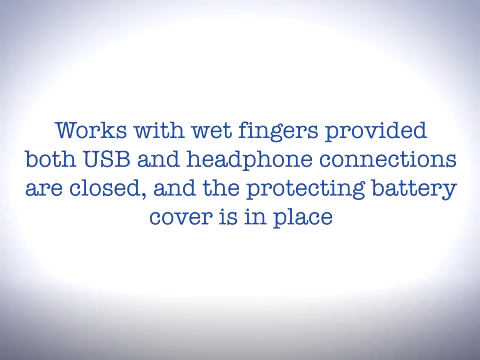 Works with wet fingers provided
both USB and headphone connections
are closed, and the protecting battery
cover is in place